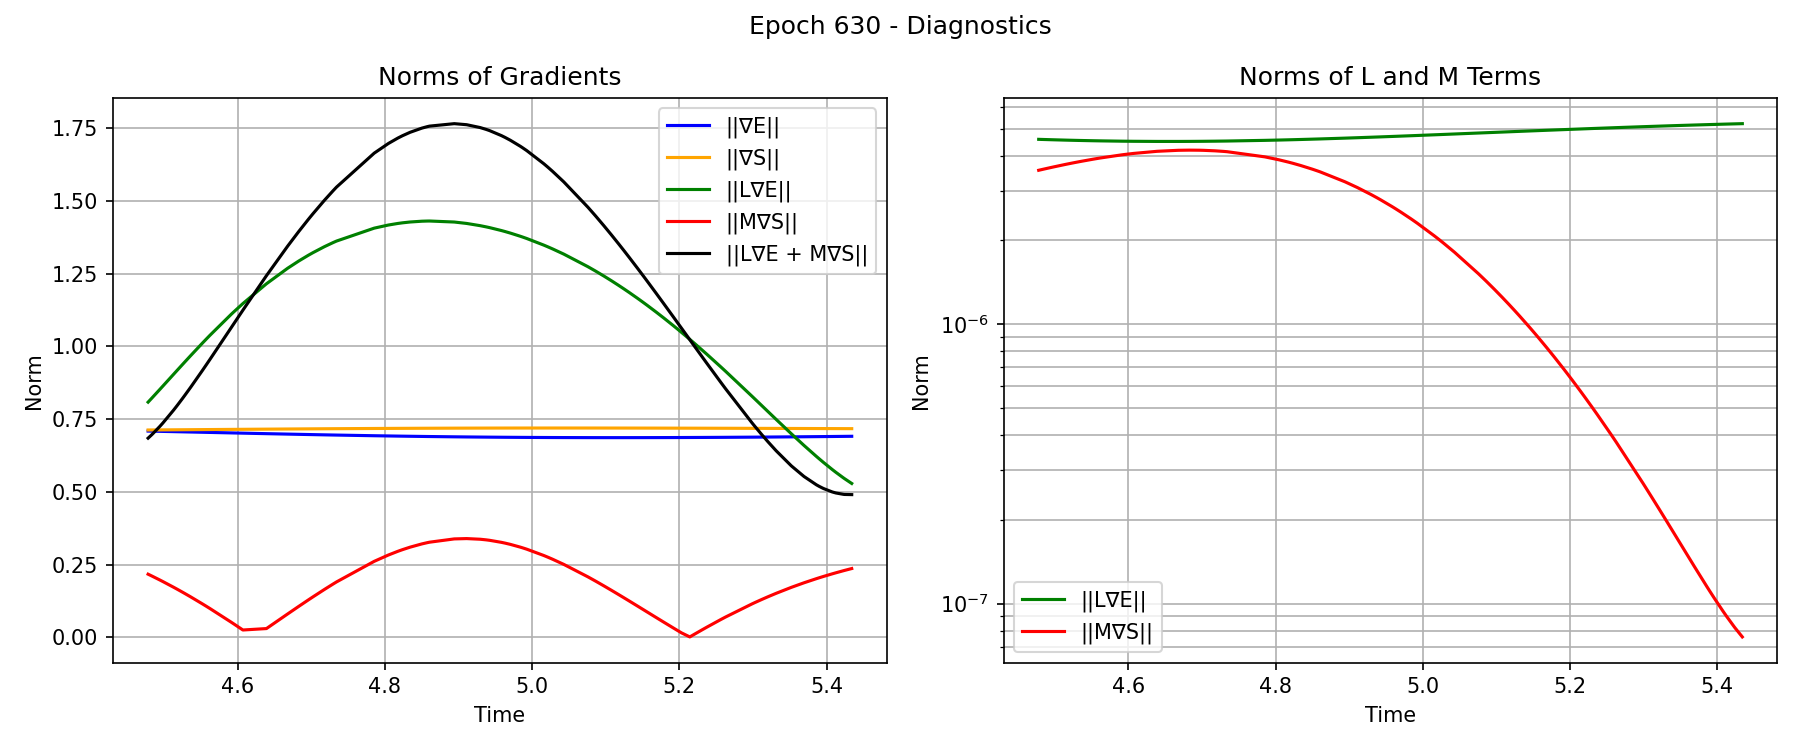 Epoch 630 - Diagnostics
Norms of Gradients
Norm
1.75
1.50
1.25
1.00
0.75
0.50
0.25
0.00
||∇E||
||∇S||
||L∇E||
||M∇S||
||L∇E + M∇S||
4.6
4.8
5.0
5.2
5.4
Time
Norms of L and M Terms
Norm
10⁻⁶
10⁻⁷
||L∇E||
||M∇S||
4.6
4.8
5.0
5.2
5.4
Time